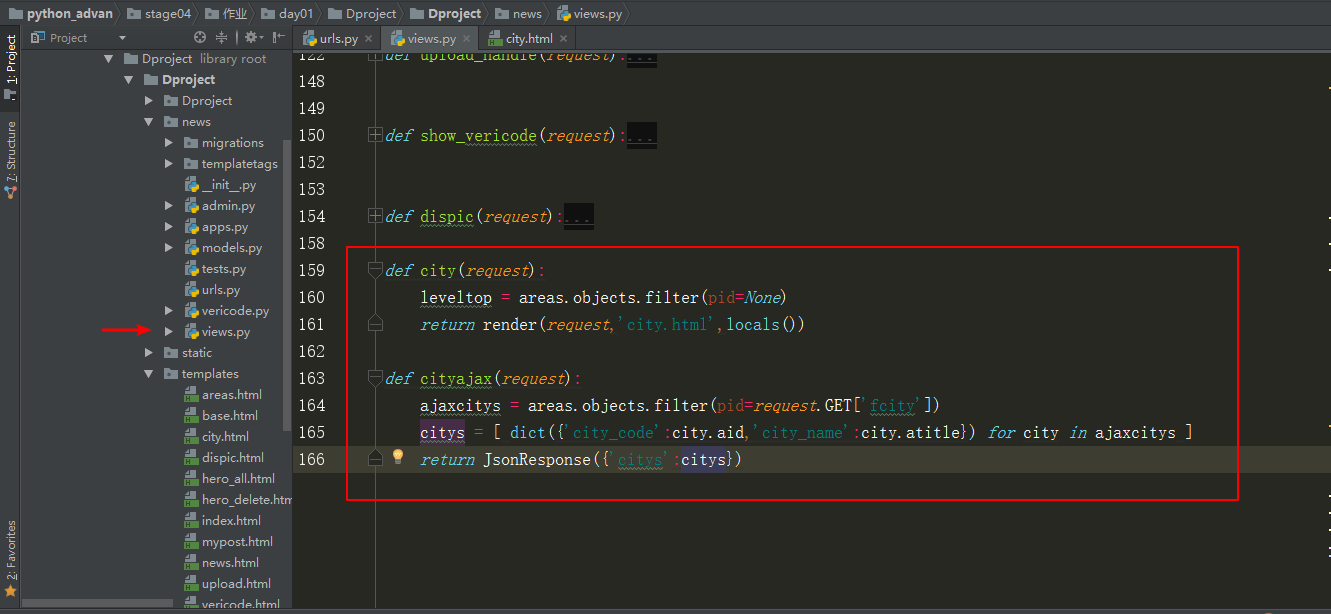 python_advan stage04 作业 day01 Dproject Dproject news views.py
Project urls.py views.py city.html
1: Project
7: Structure
2: Favorites
Dproject library root
Dproject
Dproject
news
migrations
templatetags
__init__.py
admin.py
apps.py
models.py
tests.py
urls.py
vericode.py
views.py
static
templates
areas.html
base.html
city.html
dispic.html
hero_all.html
hero_delete.htm
index.html
mypost.html
news.html
upload.html
vericode.html
122 def upload_handle(request):...
148
149
150 def show_vericode(request):...
152
153
154 def dispic(request):...
158
159 def city(request):
160 leveltop = areas.objects.filter(pid=None)
161 return render(request,'city.html',locals())
162
163 def cityajax(request):
164 ajaxcitys = areas.objects.filter(pid=request.GET['fcity'])
165 citys = [ dict({'city_code':city.aid,'city_name':city.atitle}) for city in ajaxcitys ]
166 return JsonResponse({'citys':citys})